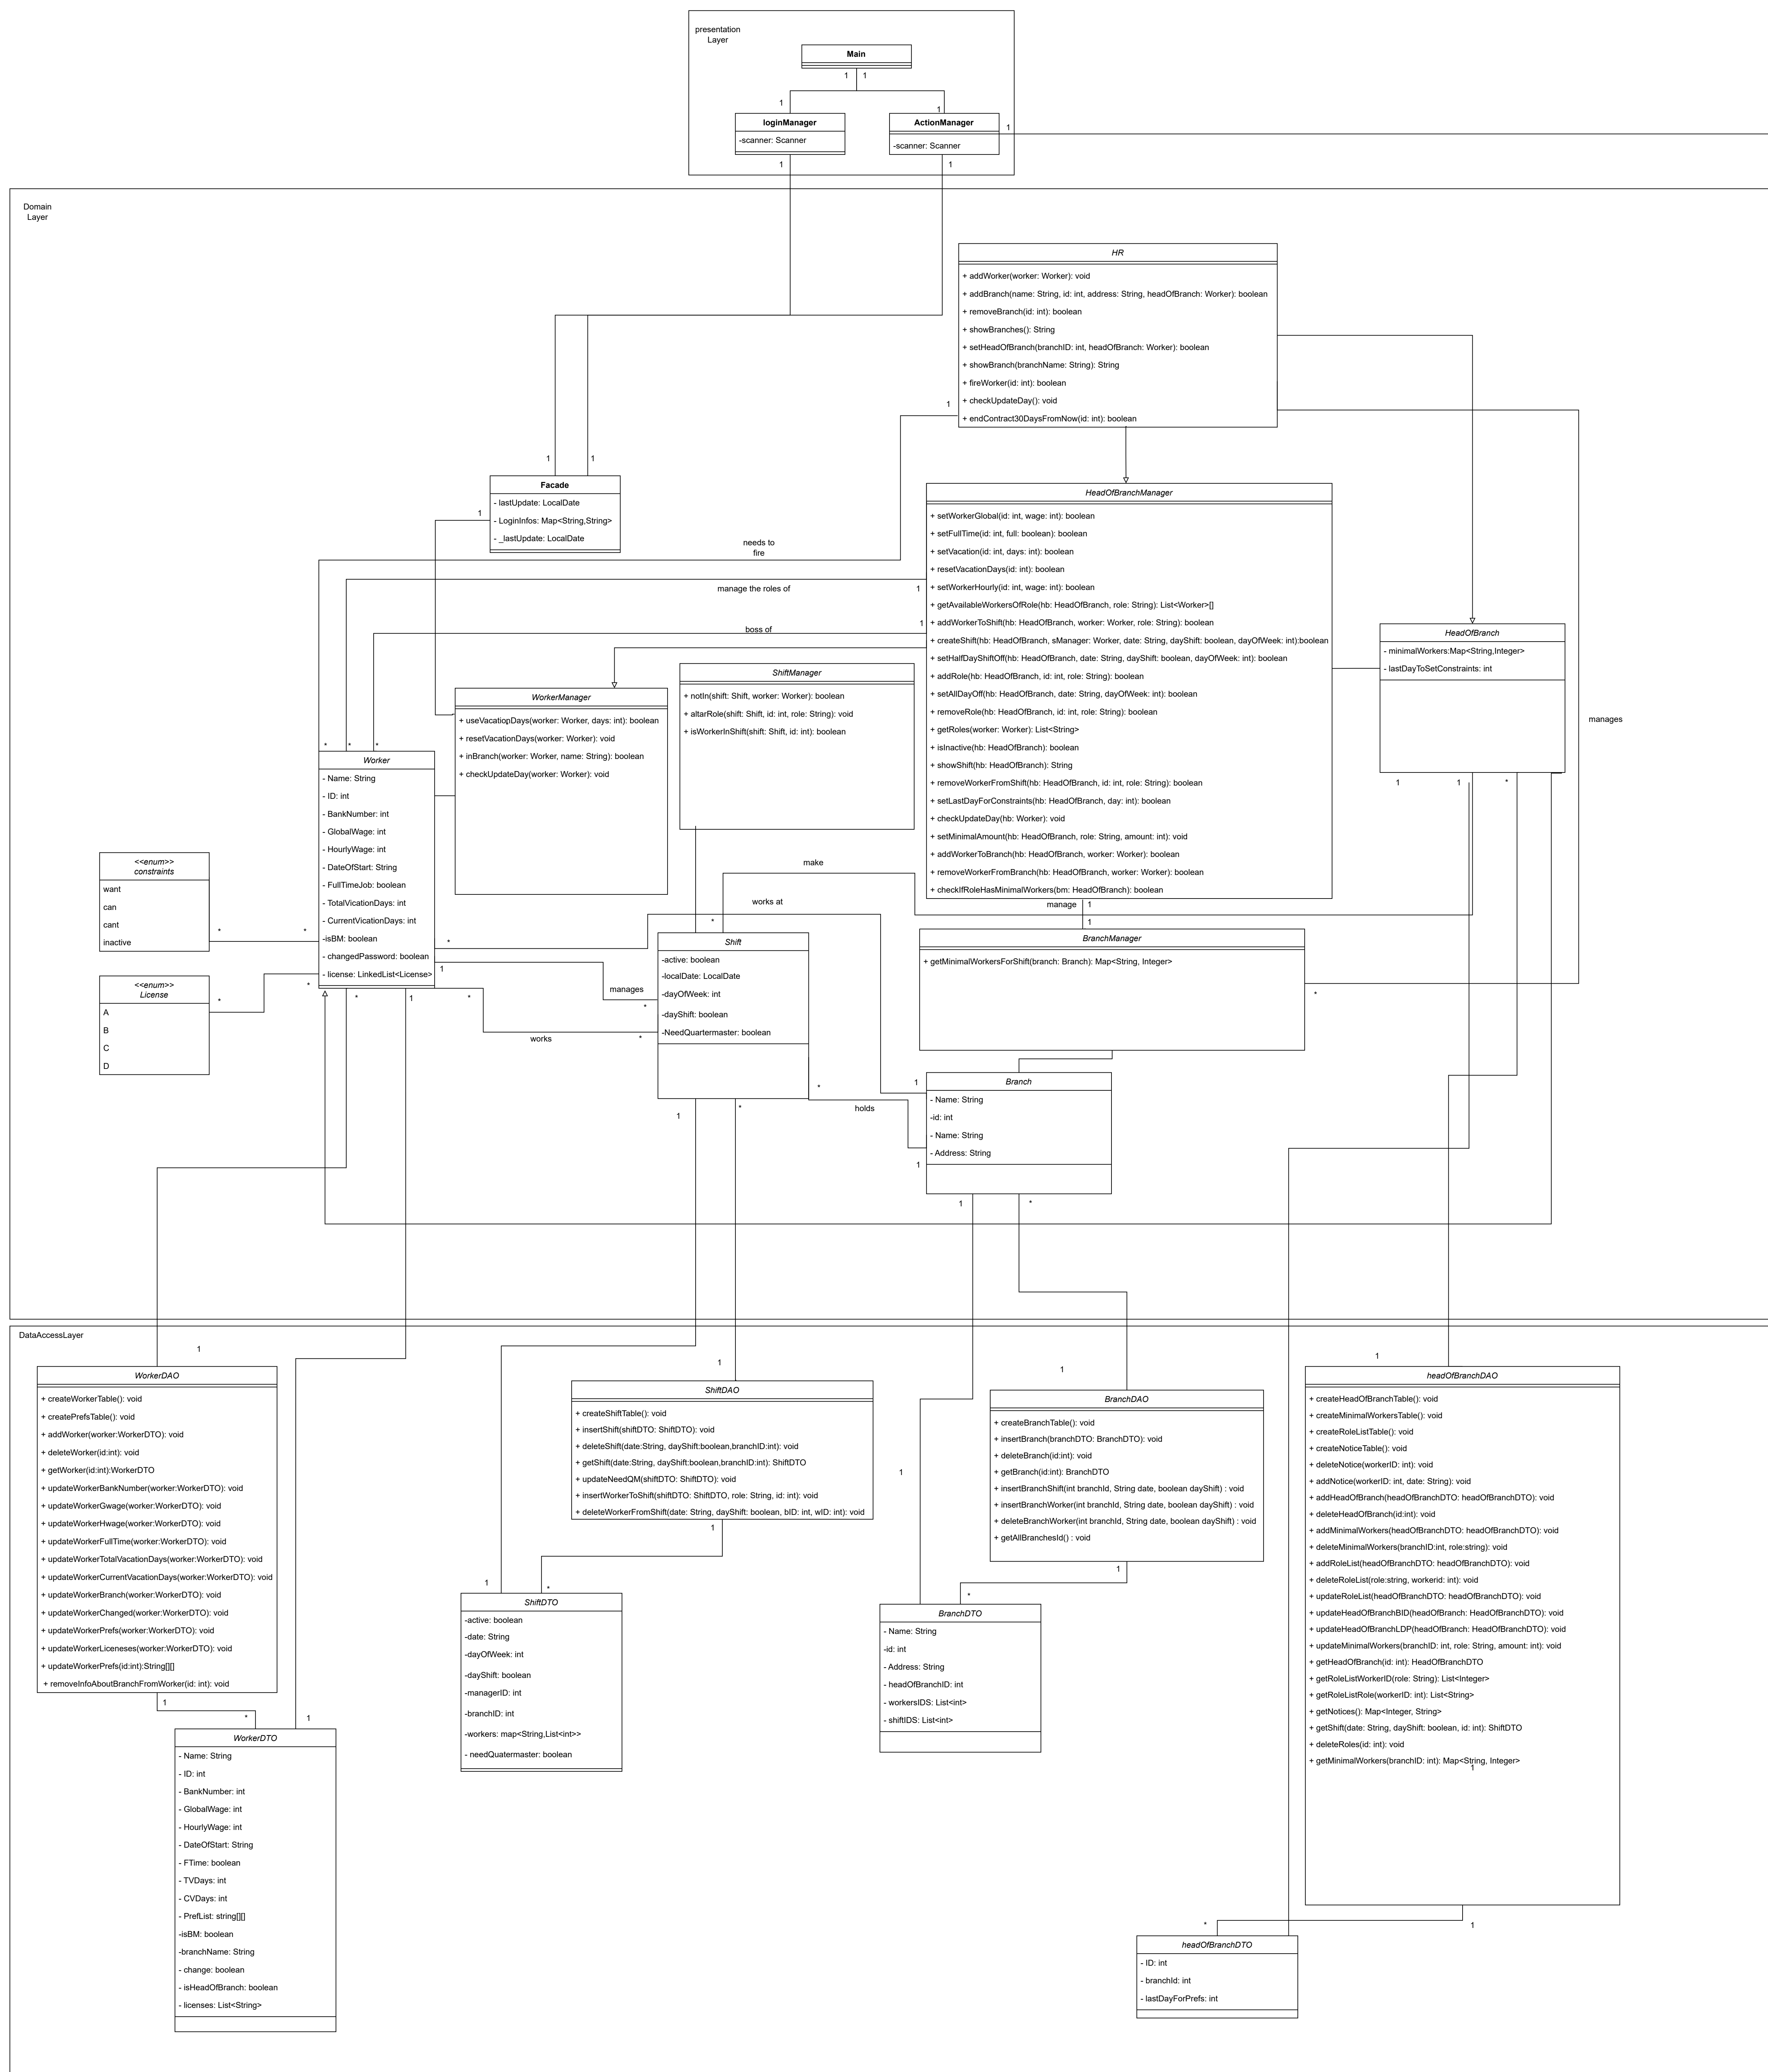 presentation
Layer
Main
1
1
1
1
loginManager
-scanner: Scanner
ActionManager
-scanner: Scanner
1
1
1
Domain
Layer
HR
+ addWorker(worker: Worker): void
+ addBranch(name: String, id: int, address: String, headOfBranch: Worker): boolean
+ removeBranch(id: int): boolean
+ showBranches(): String
+ setHeadOfBranch(branchID: int, headOfBranch: Worker): boolean
+ showBranch(branchName: String): String
+ fireWorker(id: int): boolean
+ checkUpdateDay(): void
+ endContract30DaysFromNow(id: int): boolean
1
1
1
Facade
- lastUpdate: LocalDate
- LoginInfos: Map<String,String>
- _lastUpdate: LocalDate
1
needs to
fire
manage the roles of
1
boss of
1
HeadOfBranchManager
+ setWorkerGlobal(id: int, wage: int): boolean
+ setFullTime(id: int, full: boolean): boolean
+ setVacation(id: int, days: int): boolean
+ resetVacationDays(id: int): boolean
+ setWorkerHourly(id: int, wage: int): boolean
+ getAvailableWorkersOfRole(hb: HeadOfBranch, role: String): List<Worker>[]
+ addWorkerToShift(hb: HeadOfBranch, worker: Worker, role: String): boolean
+ createShift(hb: HeadOfBranch, sManager: Worker, date: String, dayShift: boolean, dayOfWeek: int):boolean
+ setHalfDayShiftOff(hb: HeadOfBranch, date: String, dayShift: boolean, dayOfWeek: int): boolean
+ addRole(hb: HeadOfBranch, id: int, role: String): boolean
+ setAllDayOff(hb: HeadOfBranch, date: String, dayOfWeek: int): boolean
+ removeRole(hb: HeadOfBranch, id: int, role: String): boolean
+ getRoles(worker: Worker): List<String>
+ isInactive(hb: HeadOfBranch): boolean
+ showShift(hb: HeadOfBranch): String
+ removeWorkerFromShift(hb: HeadOfBranch, id: int, role: String): boolean
+ setLastDayForConstraints(hb: HeadOfBranch, day: int): boolean
+ checkUpdateDay(hb: Worker): void
+ setMinimalAmount(hb: HeadOfBranch, role: String, amount: int): void
+ addWorkerToBranch(hb: HeadOfBranch, worker: Worker): boolean
+ removeWorkerFromBranch(hb: HeadOfBranch, worker: Worker): boolean
+ checkIfRoleHasMinimalWorkers(bm: HeadOfBranch): boolean
HeadOfBranch
- minimalWorkers:Map<String,Integer>
- lastDayToSetConstraints: int
1
1
*
manages
ShiftManager
+ notIn(shift: Shift, worker: Worker): boolean
+ altarRole(shift: Shift, id: int, role: String): void
+ isWorkerInShift(shift: Shift, id: int): boolean
WorkerManager
+ useVacationDays(worker: Worker, days: int): boolean
+ resetVacationDays(worker: Worker): void
+ inBranch(worker: Worker, name: String): boolean
+ checkUpdateDay(worker: Worker): void
*
*
*
Worker
- Name: String
- ID: int
- BankNumber: int
- GlobalWage: int
- HourlyWage: int
- DateOfStart: String
- FullTimeJob: boolean
- TotalVicationDays: int
- CurrentVicationDays: int
-isBM: boolean
- changedPassword: boolean
- license: LinkedList<License>
<<enum>>
constraints
want
can
cant
inactive
*
*
<<enum>>
License
A
B
C
D
*
*
*
1
*
*
1
make
works at
*
manages
*
works
*
Shift
-active: boolean
-localDate: LocalDate
-dayOfWeek: int
-dayShift: boolean
-NeedQuartermaster: boolean
manage
1
1
BranchManager
+ getMinimalWorkersForShift(branch: Branch): Map<String, Integer>
*
1
*
holds
1
Branch
- Name: String
-id: int
- Name: String
- Address: String
1
*
1
*
DataAccessLayer
1
WorkerDAO
+ createWorkerTable(): void
+ createPrefsTable(): void
+ addWorker(worker:WorkerDTO): void
+ deleteWorker(id:int): void
+ getWorker(id:int):WorkerDTO
+ updateWorkerBankNumber(worker:WorkerDTO): void
+ updateWorkerGwage(worker:WorkerDTO): void
+ updateWorkerHwage(worker:WorkerDTO): void
+ updateWorkerFullTime(worker:WorkerDTO): void
+ updateWorkerTotalVacationDays(worker:WorkerDTO): void
+ updateWorkerCurrentVacationDays(worker:WorkerDTO): void
+ updateWorkerBranch(worker:WorkerDTO): void
+ updateWorkerChanged(worker:WorkerDTO): void
+ updateWorkerPrefs(worker:WorkerDTO): void
+ updateWorkerLiceneses(worker:WorkerDTO): void
+ updateWorkerPrefs(id:int):String[][]
+ removeInfoAboutBranchFromWorker(id: int): void
1
*
1
WorkerDTO
- Name: String
- ID: int
- BankNumber: int
- GlobalWage: int
- HourlyWage: int
- DateOfStart: String
- FTime: boolean
- TVDays: int
- CVDays: int
- PrefList: string[][]
-isBM: boolean
-branchName: String
- change: boolean
- isHeadOfBranch: boolean
- licenses: List<String>
1
ShiftDAO
+ createShiftTable(): void
+ insertShift(shiftDTO: ShiftDTO): void
+ deleteShift(date:String, dayShift:boolean,branchID:int): void
+ getShift(date:String, dayShift:boolean,branchID:int): ShiftDTO
+ updateNeedQM(shiftDTO: ShiftDTO): void
+ insertWorkerToShift(shiftDTO: ShiftDTO, role: String, id: int): void
+ deleteWorkerFromShift(date: String, dayShift: boolean, bID: int, wID: int): void
1
1
*
ShiftDTO
-active: boolean
-date: String
-dayOfWeek: int
-dayShift: boolean
-managerID: int
-branchID: int
-workers: map<String,List<int>>
- needQuatermaster: boolean
1
BranchDAO
+ createBranchTable(): void
+ insertBranch(branchDTO: BranchDTO): void
+ deleteBranch(id:int): void
+ getBranch(id:int): BranchDTO
+ insertBranchShift(int branchId, String date, boolean dayShift) : void
+ insertBranchWorker(int branchId, String date, boolean dayShift) : void
+ deleteBranchWorker(int branchId, String date, boolean dayShift) : void
+ getAllBranchesId() : void
1
1
*
BranchDTO
- Name: String
-id: int
- Address: String
- headOfBranchID: int
- workersIDS: List<int>
- shiftIDS: List<int>
1
headOfBranchDAO
+ createHeadOfBranchTable(): void
+ createMinimalWorkersTable(): void
+ createRoleListTable(): void
+ createNoticeTable(): void
+ deleteNotice(workerID: int): void
+ addNotice(workerID: int, date: String): void
+ addHeadOfBranch(headOfBranchDTO: headOfBranchDTO): void
+ deleteHeadOfBranch(id:int): void
+ addMinimalWorkers(headOfBranchDTO: headOfBranchDTO): void
+ deleteMinimalWorkers(branchID:int, role:string): void
+ addRoleList(headOfBranchDTO: headOfBranchDTO): void
+ deleteRoleList(role:string, workerid: int): void
+ updateRoleList(headOfBranchDTO: headOfBranchDTO): void
+ updateHeadOfBranchBID(headOfBranch: HeadOfBranchDTO): void
+ updateHeadOfBranchLDP(headOfBranch: HeadOfBranchDTO): void
+ updateMinimalWorkers(branchID: int, role: String, amount: int): void
+ getHeadOfBranch(id: int): HeadOfBranchDTO
+ getRoleListWorkerID(role: String): List<Integer>
+ getRoleListRole(workerID: int): List<String>
+ getNotices(): Map<Integer, String>
+ getShift(date: String, dayShift: boolean, id: int): ShiftDTO
+ deleteRoles(id: int): void
+ getMinimalWorkers(branchID: int): Map<String, Integer>
1
*
1
headOfBranchDTO
- ID: int
- branchId: int
- lastDayForPrefs: int